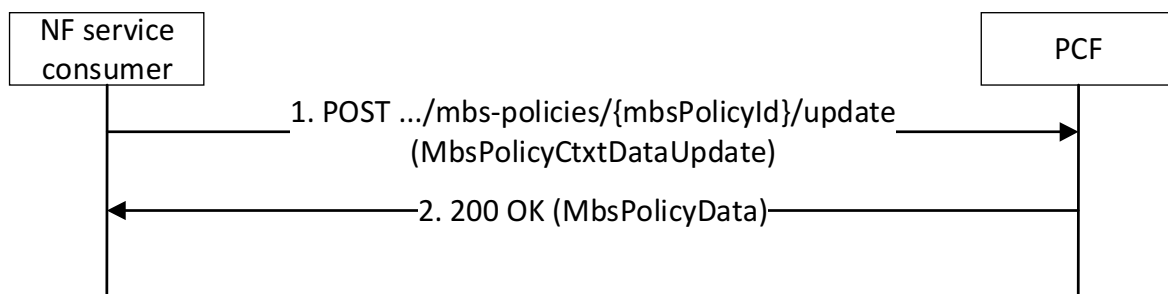 NF service
consumer
PCF
1. POST .../mbs-policies/{mbsPolicyId}/update
(MbsPolicyCtxtDataUpdate)
2. 200 OK (MbsPolicyData)